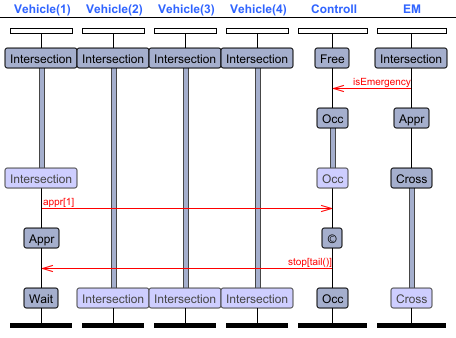 Vehicle(1) Vehicle(2) Vehicle(3) Vehicle(4) Controll EM
Intersection Intersection Intersection Intersection Free Intersection
isEmergency
Occ Appr
Intersection Occ Cross
appr[1]
Appr ©
stop[tail()]
Wait Intersection Intersection Intersection Occ Cross